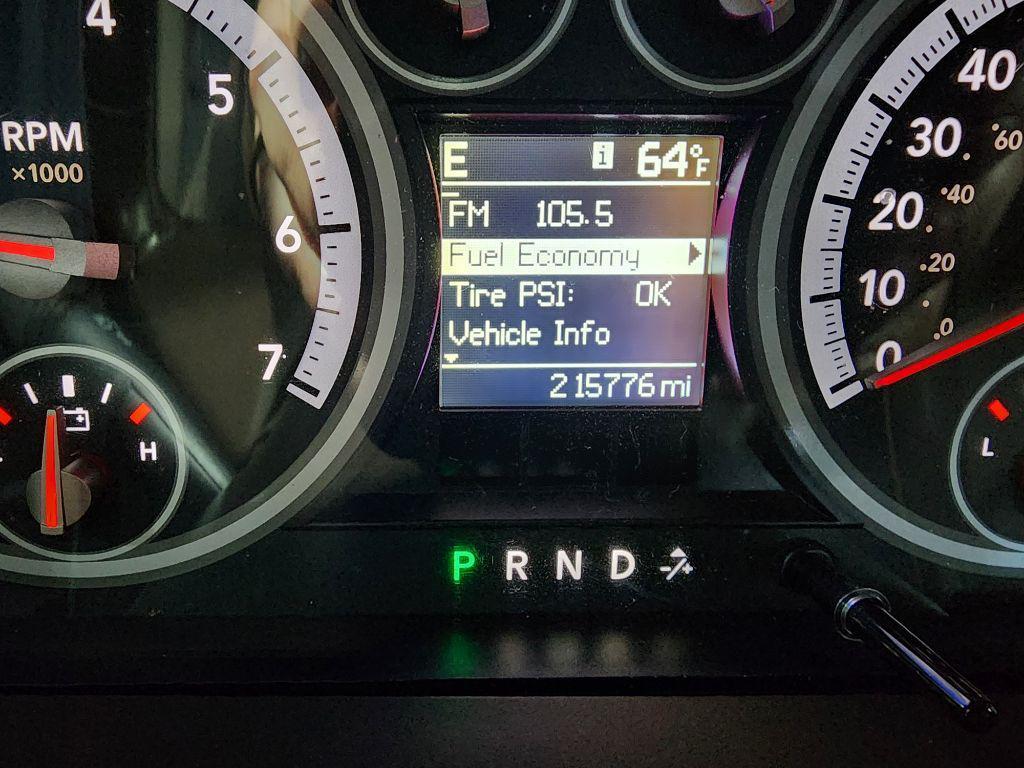 4
5
6
7
RPM
×1000
H
E i 64°F
FM 105.5
Fuel Economy
Tire PSI: OK
Vehicle Info
215776 mi
P R N D -/+
40
30
20
10
0
60
40
20
0
L